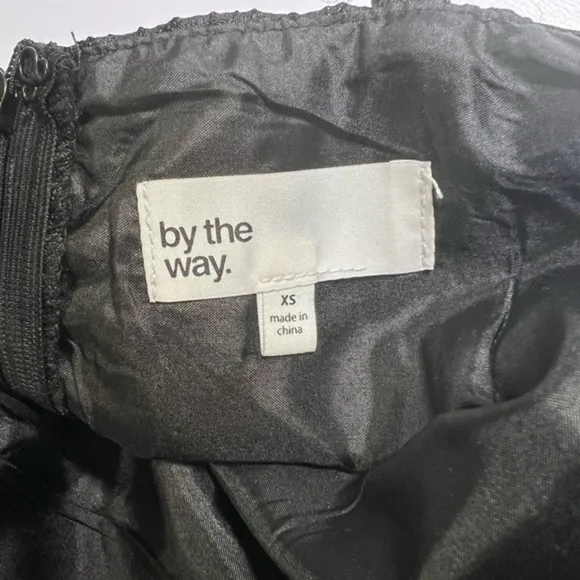 by the
way.
XS
made in
china